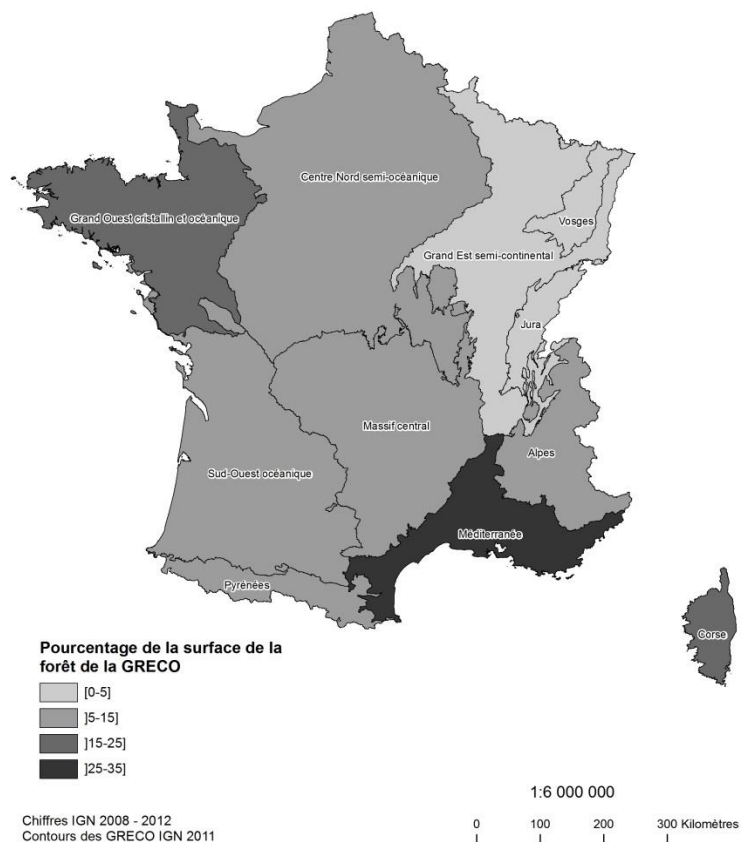 Centre Nord semi-océanique
Grand Ouest cristallin et océanique
Vosges
Grand Est semi-continental
Jura
Massif central
Alpes
Sud-Ouest océanique
Méditerranée
Pyrénées
Corse
Pourcentage de la surface de la
forêt de la GRECO
[0-5]
]5-15]
]15-25]
]25-35]
1:6 000 000
0 100 200 300 Kilomètres
Chiffres IGN 2008 - 2012
Contours des GRECO IGN 2011